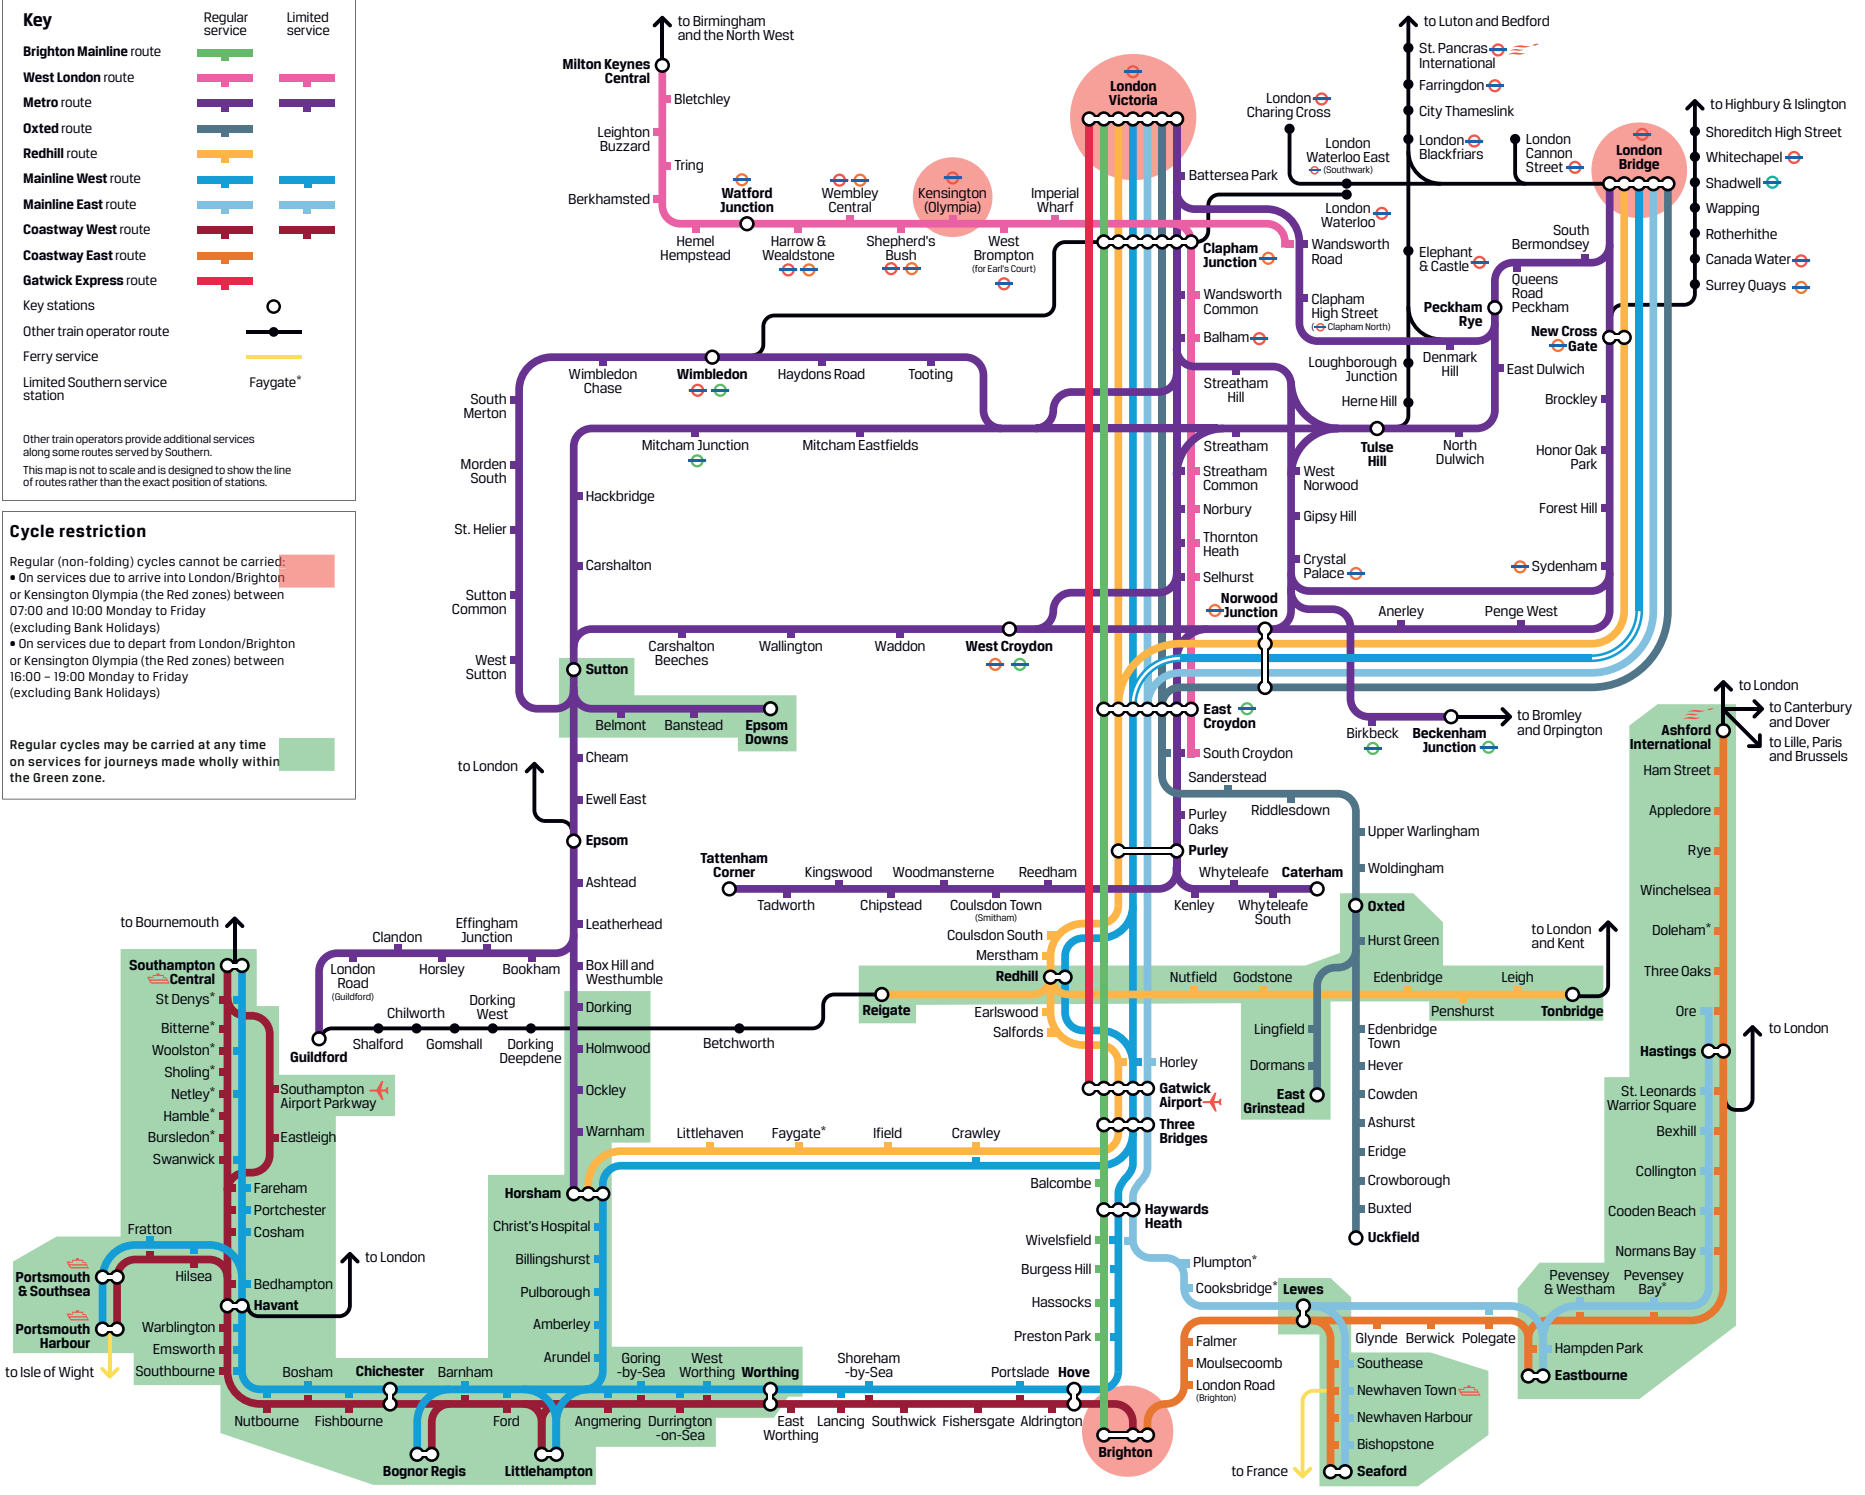 Key
Regular
service
Limited
service
Brighton Mainline route
West London route
Metro route
Oxted route
Redhill route
Mainline West route
Mainline East route
Coastway West route
Coastway East route
Gatwick Express route
Key stations
Other train operator route
Ferry service
Limited Southern service
station
Faygate*
Other train operators provide additional services
along some routes served by Southern.
This map is not to scale and is designed to show the line
of routes rather than the exact position of stations.
Cycle restriction
Regular (non-folding) cycles cannot be carried:
• On services due to arrive into London/Brighton
or Kensington Olympia (the Red zones) between
07:00 and 10:00 Monday to Friday
(excluding Bank Holidays)
• On services due to depart from London/Brighton
or Kensington Olympia (the Red zones) between
16:00 – 19:00 Monday to Friday
(excluding Bank Holidays)
Regular cycles may be carried at any time
on services for journeys made wholly within
the Green zone.
to Birmingham
and the North West
Milton Keynes
Central
Bletchley
Leighton
Buzzard
Tring
Berkhamsted
Hemel
Hempstead
Watford
Junction
Harrow &
Wealdstone
Wembley
Central
Shepherd's
Bush
Kensington
(Olympia)
West
Brompton
(for Earl's Court)
Imperial
Wharf
London
Victoria
Battersea Park
Clapham
Junction
Wandsworth
Road
Clapham
High Street
(Clapham North)
Wandsworth
Common
Balham
Streatham
Hill
Streatham
Streatham
Common
Norbury
Thornton
Heath
Selhurst
West
Norwood
Gipsy Hill
Crystal
Palace
Norwood
Junction
London
Charing Cross
London
Waterloo East
(Southwark)
London
Waterloo
to Luton and Bedford
St. Pancras
International
Farringdon
City Thameslink
London
Blackfriars
London
Cannon
Street
Elephant
& Castle
Loughborough
Junction
Herne Hill
Tulse
Hill
North
Dulwich
East Dulwich
Denmark
Hill
Peckham
Rye
Queens
Road
Peckham
South
Bermondsey
London
Bridge
New Cross
Gate
Brockley
Honor Oak
Park
Forest Hill
Sydenham
Penge West
Anerley
to Highbury & Islington
Shoreditch High Street
Whitechapel
Shadwell
Wapping
Rotherhithe
Canada Water
Surrey Quays
Wimbledon
Chase
Wimbledon
Haydons Road
Tooting
South
Merton
Morden
South
St. Helier
Sutton
Common
West
Sutton
Mitcham Junction
Mitcham Eastfields
Hackbridge
Carshalton
Carshalton
Beeches
Wallington
Waddon
West Croydon
Sutton
Belmont
Banstead
Epsom
Downs
Cheam
Ewell East
to London
Epsom
Ashtead
Leatherhead
Box Hill and
Westhumble
Dorking
Holmwood
Ockley
Warnham
Horsham
Effingham
Junction
Clandon
London
Road
(Guildford)
Horsley
Bookham
Guildford
Shalford
Chilworth
Gomshall
Dorking
West
Dorking
Deepdene
Betchworth
Reigate
East
Croydon
South Croydon
Birkbeck
Beckenham
Junction
to Bromley
and Orpington
Sanderstead
Riddlesdown
Upper Warlingham
Woldingham
Oxted
Hurst Green
Purley
Oaks
Purley
Tattenham
Corner
Tadworth
Kingswood
Chipstead
Woodmansterne
Coulsdon Town
(Smitham)
Reedham
Kenley
Whyteleafe
Whyteleafe
South
Caterham
Coulsdon South
Merstham
Redhill
Earlswood
Salfords
Nutfield
Godstone
Edenbridge
Penshurst
Leigh
Tonbridge
to London
and Kent
Lingfield
Dormans
East
Grinstead
Edenbridge
Town
Hever
Cowden
Ashurst
Eridge
Crowborough
Buxted
Uckfield
Horley
Gatwick
Airport
Three
Bridges
Littlehaven
Faygate*
Ifield
Crawley
Balcombe
Haywards
Heath
Wivelsfield
Burgess Hill
Hassocks
Preston Park
Plumpton*
Cooksbridge*
Lewes
Falmer
Moulsecoomb
London Road
(Brighton)
Brighton
Hove
Portslade
Aldrington
Fishersgate
Southwick
Shoreham
-by-Sea
Lancing
East
Worthing
Worthing
West
Worthing
Durrington
-on-Sea
Goring
-by-Sea
Angmering
Littlehampton
Ford
Bognor Regis
Barnham
Chichester
Fishbourne
Bosham
Nutbourne
Christ's Hospital
Billingshurst
Pulborough
Amberley
Arundel
to Bournemouth
Southampton
Central
St Denys*
Bitterne*
Woolston*
Sholing*
Netley*
Hamble*
Bursledon*
Swanwick
Southampton
Airport Parkway
Eastleigh
Fareham
Portchester
Cosham
Fratton
Hilsea
Portsmouth
& Southsea
Portsmouth
Harbour
to Isle of Wight
Bedhampton
Havant
to London
Warblington
Emsworth
Southbourne
Glynde
Berwick
Polegate
Southease
Newhaven Town
Newhaven Harbour
Bishopstone
Seaford
to France
Hampden Park
Eastbourne
Pevensey
& Westham
Pevensey
Bay*
Normans Bay
Cooden Beach
Collington
Bexhill
St. Leonards
Warrior Square
Hastings
to London
Ore
Three Oaks
Doleham*
Winchelsea
Rye
Appledore
Ham Street
Ashford
International
to London
to Canterbury
and Dover
to Lille, Paris
and Brussels